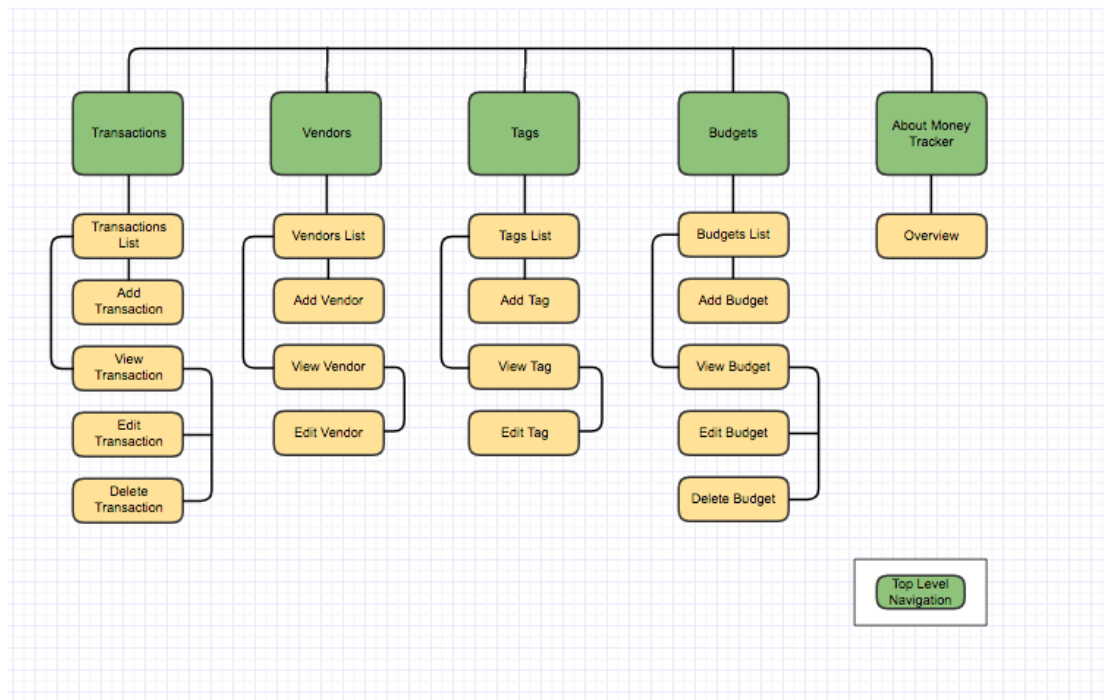 Transactions
Vendors
Tags
Budgets
About Money
Tracker
Transactions
List
Vendors List
Tags List
Budgets List
Overview
Add
Transaction
Add Vendor
Add Tag
Add Budget
View
Transaction
View Vendor
View Tag
View Budget
Edit
Transaction
Edit Vendor
Edit Tag
Edit Budget
Delete
Transaction
Delete Budget
Top Level
Navigation